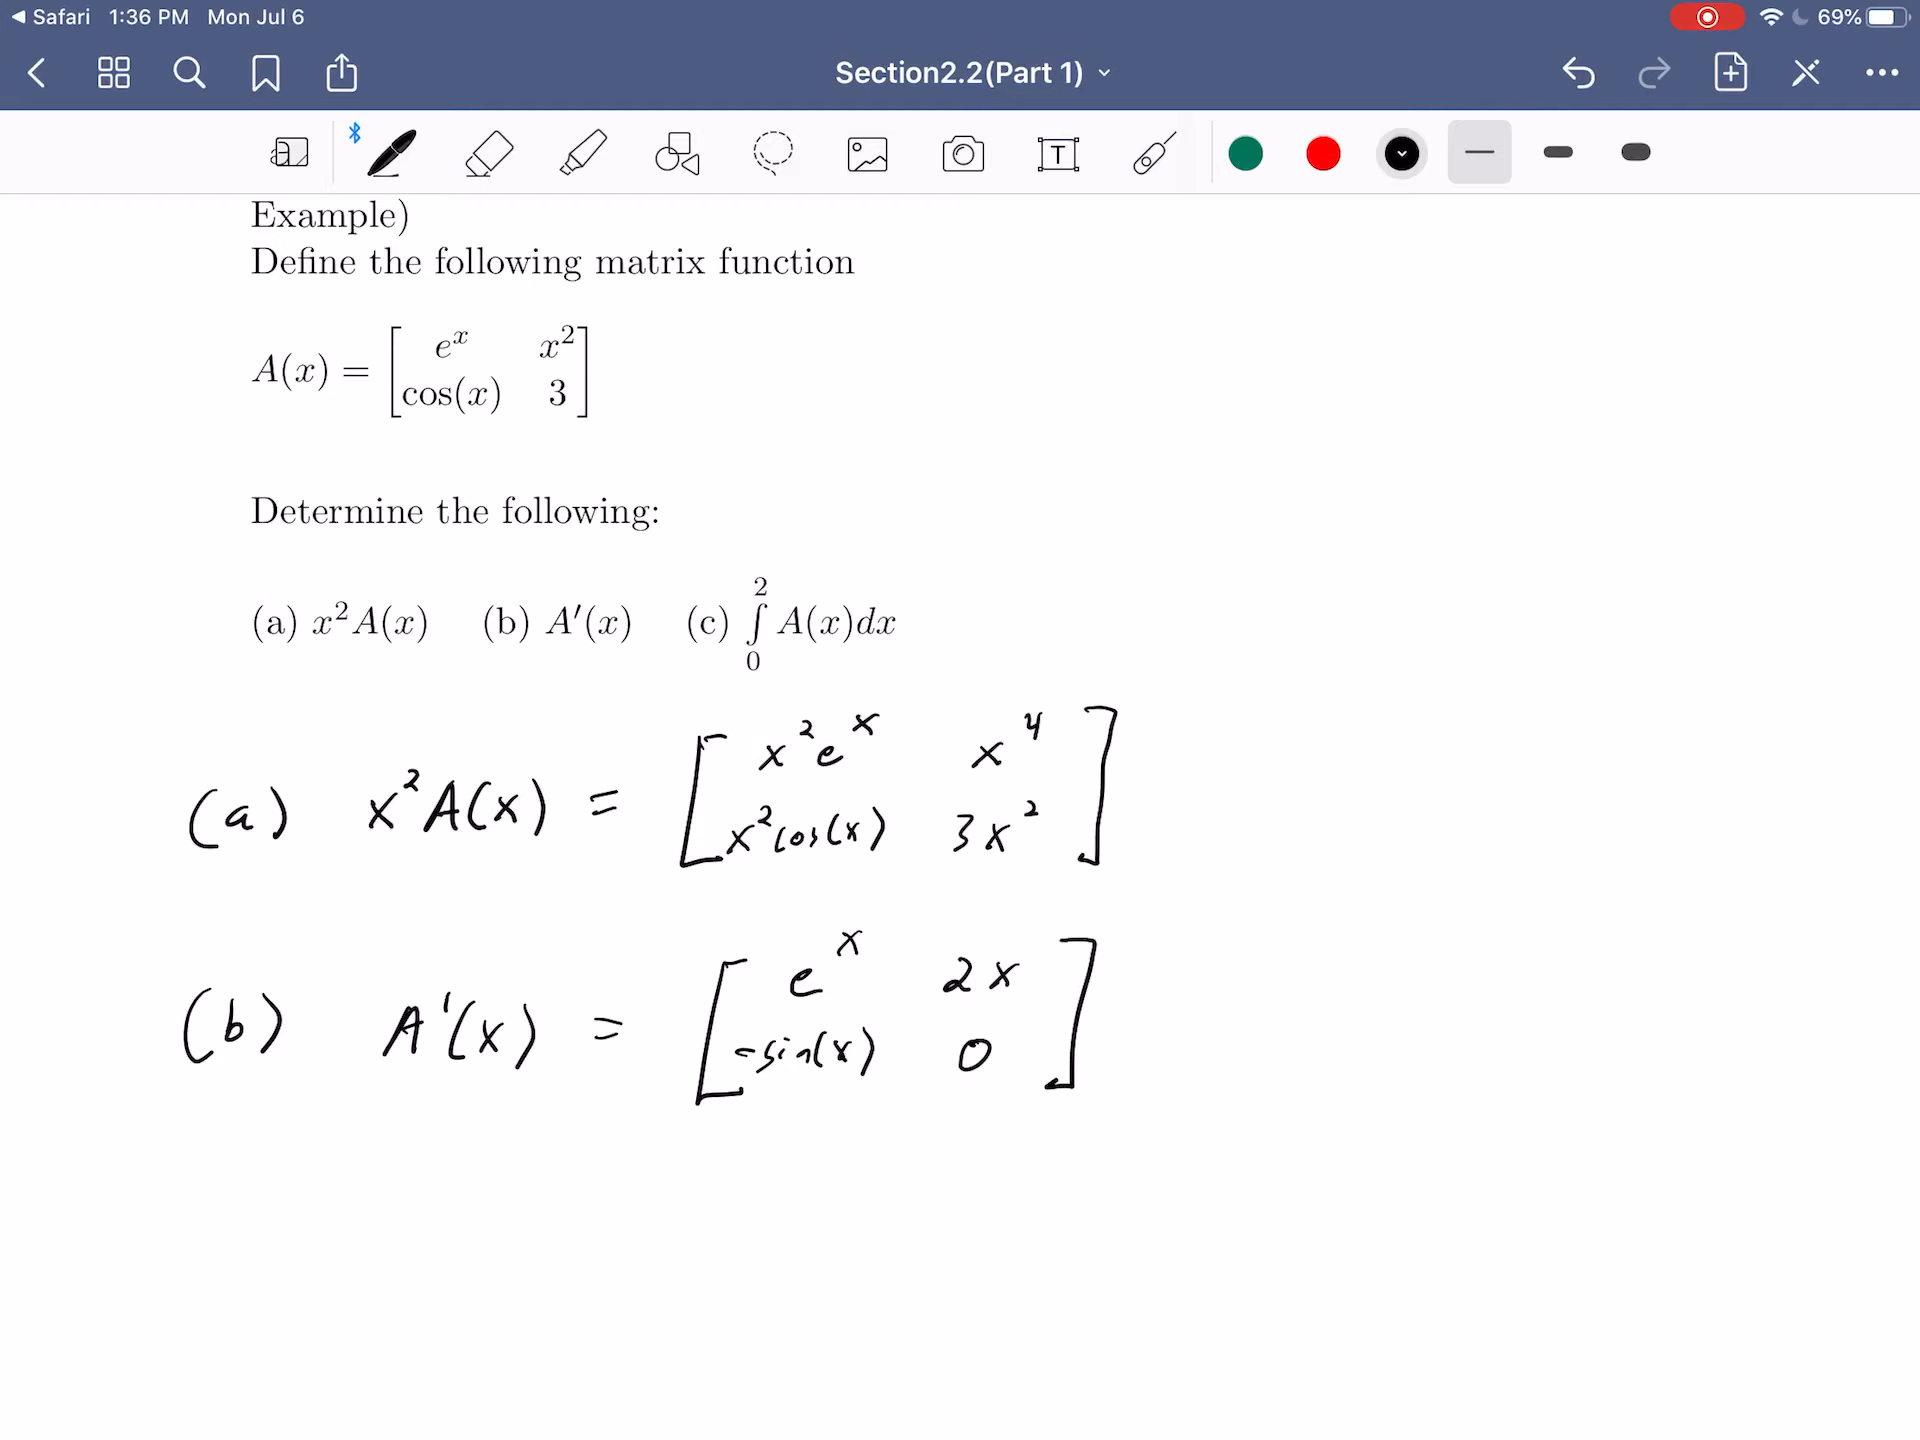 Safari 1:36 PM Mon Jul 6 69%
Section2.2(Part 1)
Example)
Define the following matrix function
A(x) = [e^x x^2
cos(x) 3]
Determine the following:
(a) x^2 A(x) (b) A′(x) (c) ∫_0^2 A(x)dx
(a) x^2 A(x) = [x^2 e^x x^4
x^2 cos(x) 3x^2]
(b) A'(x) = [e^x 2x
-sin(x) 0]